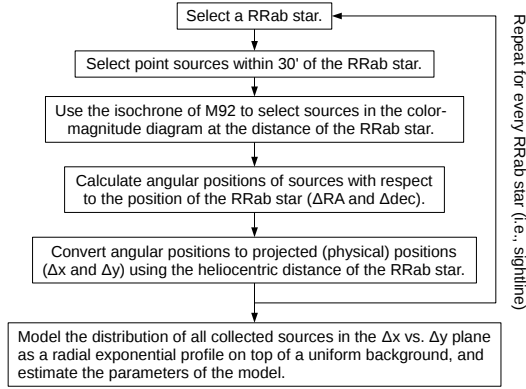 Select a RRab star.
Select point sources within 30' of the RRab star.
Use the isochrone of M92 to select sources in the color-
magnitude diagram at the distance of the RRab star.
Calculate angular positions of sources with respect
to the position of the RRab star (ΔRA and Δdec).
Convert angular positions to projected (physical) positions
(Δx and Δy) using the heliocentric distance of the RRab star.
Model the distribution of all collected sources in the Δx vs. Δy plane
as a radial exponential profile on top of a uniform background, and
estimate the parameters of the model.
Repeat for every RRab star (i.e., sightline)